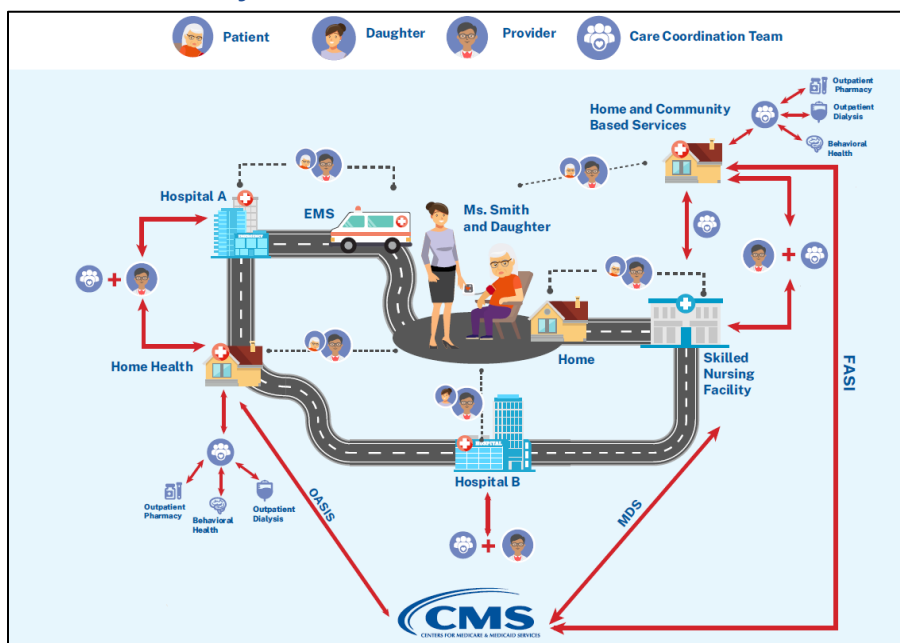 Patient
Daughter
Provider
Care Coordination Team
Outpatient
Pharmacy
Outpatient
Dialysis
Behavioral
Health
Home and Community
Based Services
Hospital A
EMS
Ms. Smith
and Daughter
Home Health
Home
Skilled
Nursing
Facility
FASI
HOSPITAL
Hospital B
Outpatient
Pharmacy
Behavioral
Health
Outpatient
Dialysis
OASIS
MDS
CMS
CENTERS FOR MEDICARE & MEDICAID SERVICES